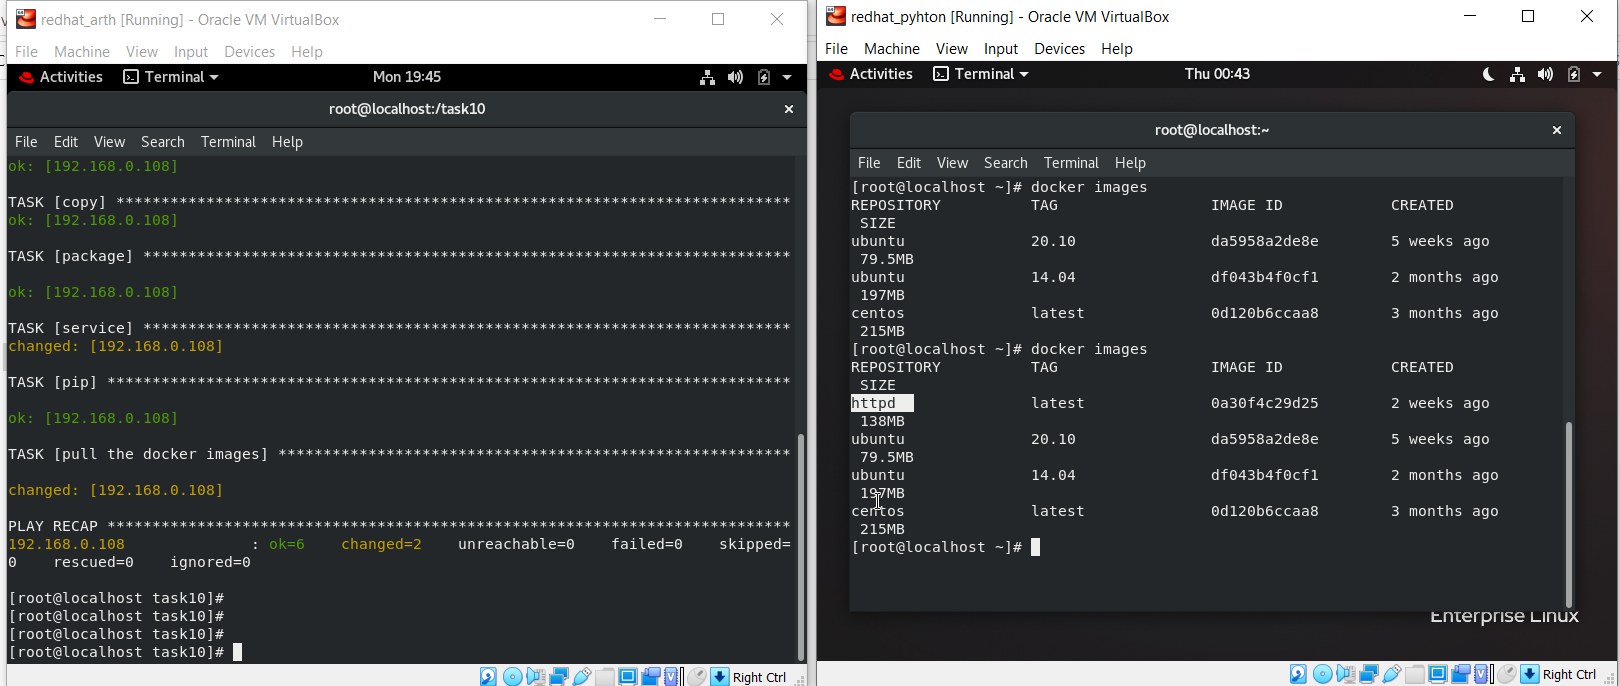 redhat_arth [Running] - Oracle VM VirtualBox
File Machine View Input Devices Help
Activities Terminal Mon 19:45
root@localhost:/task10
File Edit View Search Terminal Help
ok: [192.168.0.108]
TASK [copy] ***************************************************************************
ok: [192.168.0.108]
TASK [package] ************************************************************************
ok: [192.168.0.108]
TASK [service] ************************************************************************
changed: [192.168.0.108]
TASK [pip] ****************************************************************************
ok: [192.168.0.108]
TASK [pull the docker images] *********************************************************
changed: [192.168.0.108]
PLAY RECAP ****************************************************************************
192.168.0.108              : ok=6    changed=2    unreachable=0    failed=0    skipped=
0    rescued=0    ignored=0
[root@localhost task10]#
[root@localhost task10]#
[root@localhost task10]#
[root@localhost task10]#
Right Ctrl
redhat_pyhton [Running] - Oracle VM VirtualBox
File Machine View Input Devices Help
Activities Terminal Thu 00:43
root@localhost:~
File Edit View Search Terminal Help
[root@localhost ~]# docker images
REPOSITORY          TAG                 IMAGE ID            CREATED
 SIZE
ubuntu              20.10               da5958a2de8e        5 weeks ago
 79.5MB
ubuntu              14.04               df043b4f0cf1        2 months ago
 197MB
centos              latest              0d120b6ccaa8        3 months ago
 215MB
[root@localhost ~]# docker images
REPOSITORY          TAG                 IMAGE ID            CREATED
 SIZE
httpd               latest              0a30f4c29d25        2 weeks ago
 138MB
ubuntu              20.10               da5958a2de8e        5 weeks ago
 79.5MB
ubuntu              14.04               df043b4f0cf1        2 months ago
 197MB
centos              latest              0d120b6ccaa8        3 months ago
 215MB
[root@localhost ~]#
Enterprise Linux
Right Ctrl